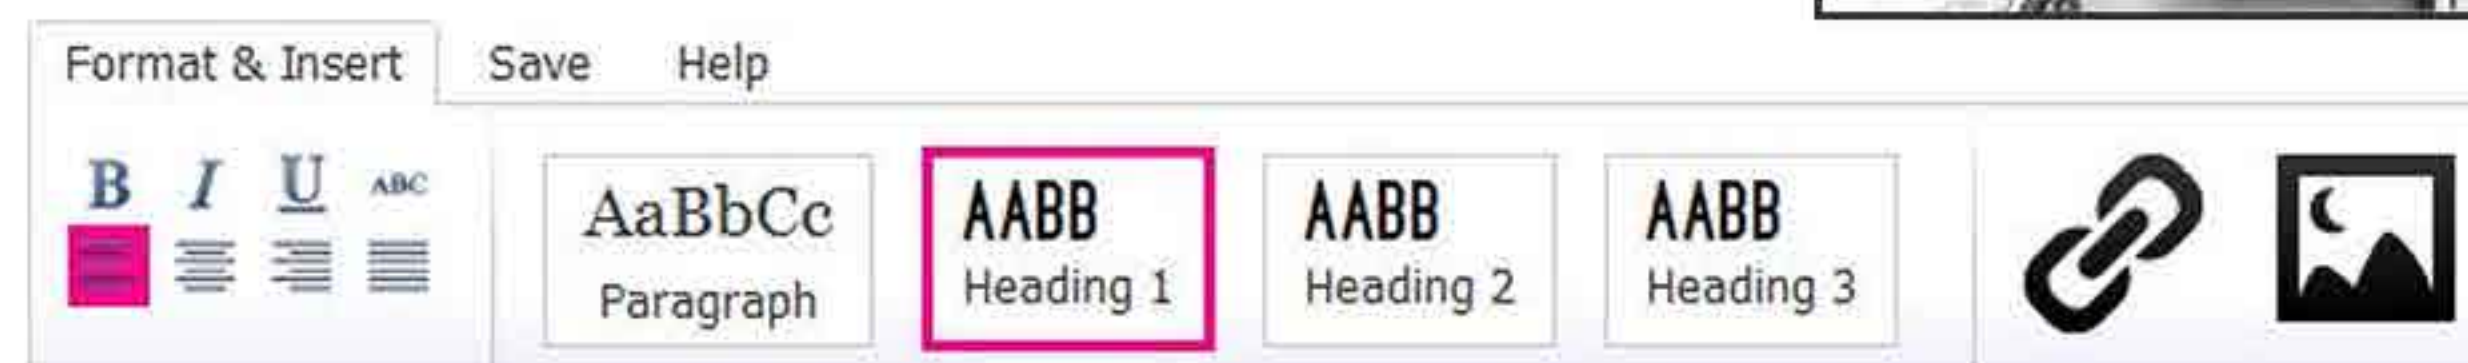 Format & Insert Save Help
B I U ABC
AaBbCc AABB AABB AABB
Paragraph Heading 1 Heading 2 Heading 3